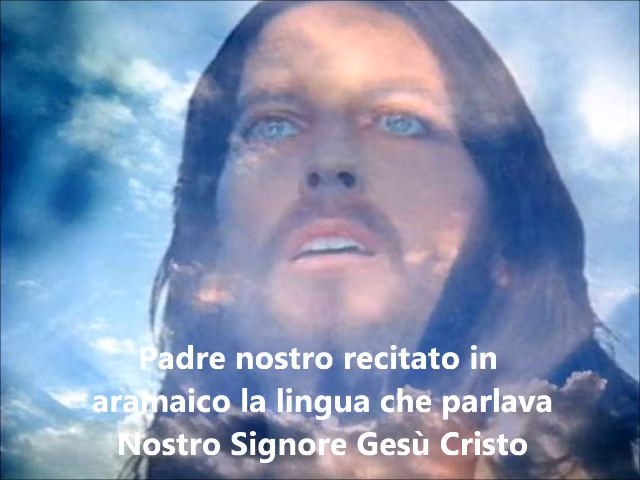 Padre nostro recitato in
aramaico la lingua che parlava
Nostro Signore Gesù Cristo